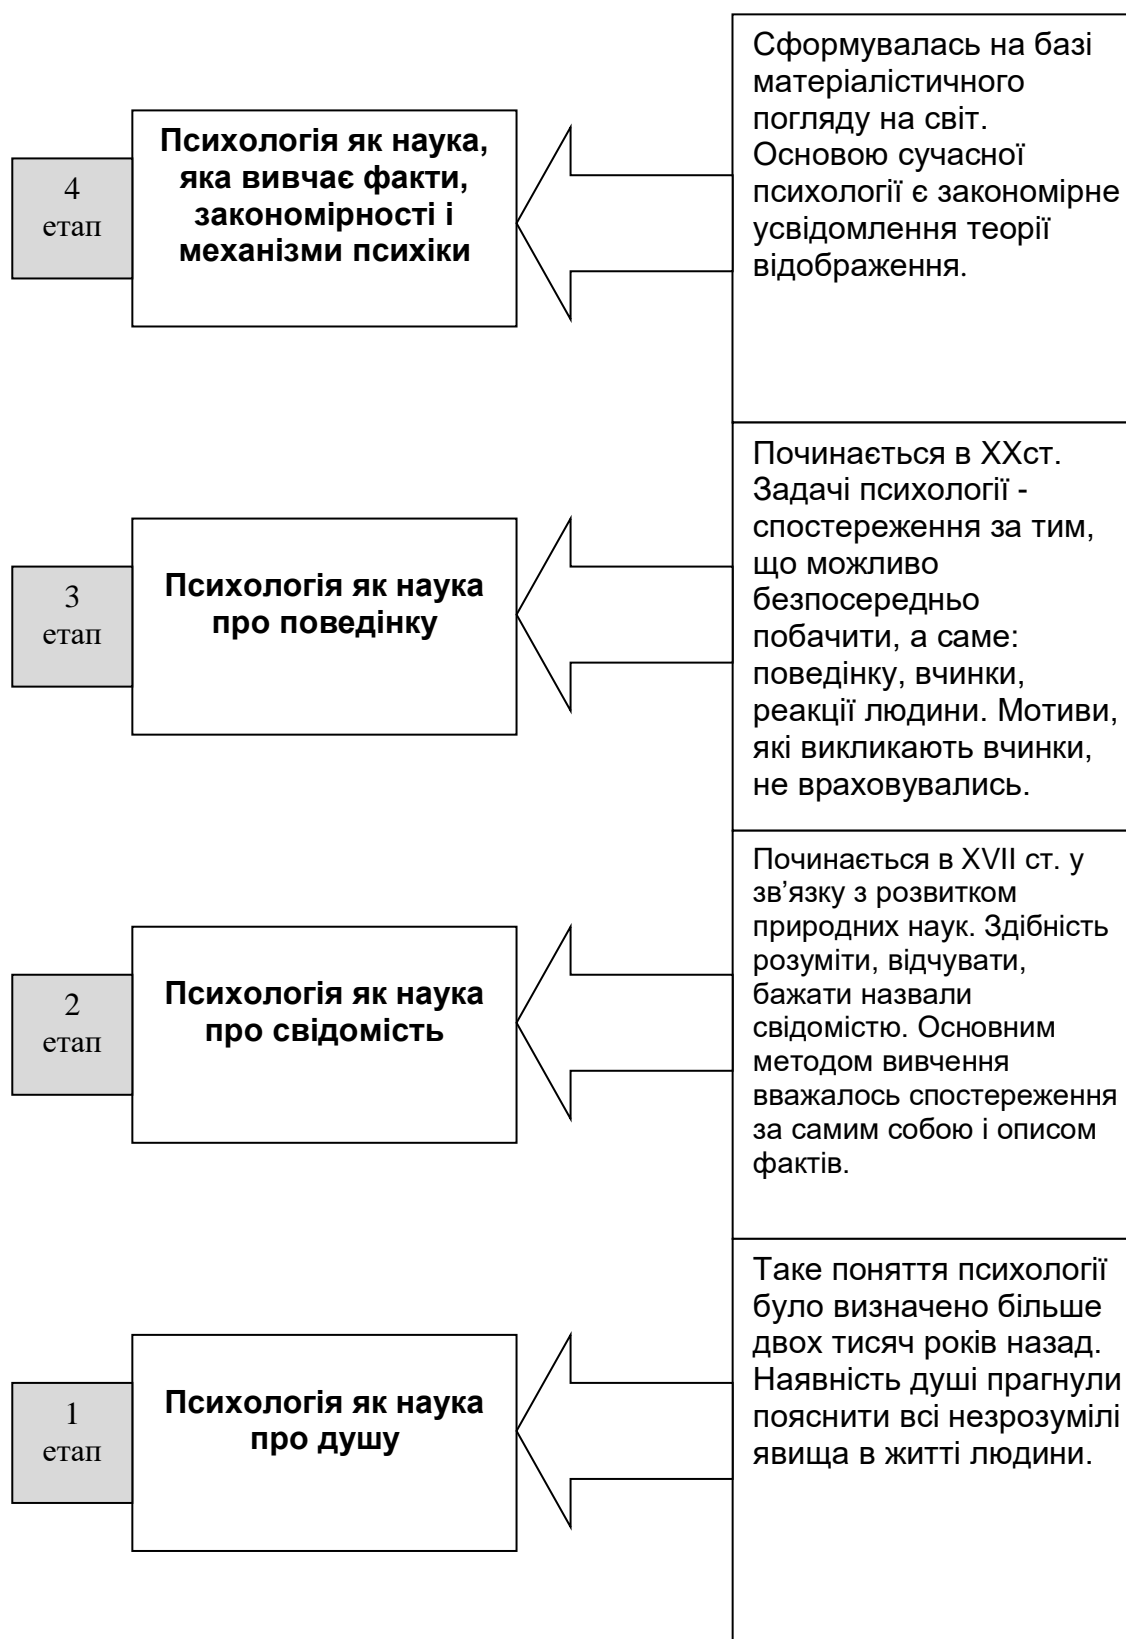 4
етап
Психологія як наука,
яка вивчає факти,
закономірності і
механізми психіки
Сформувалась на базі
матеріалістичного
погляду на світ.
Основою сучасної
психології є закономірне
усвідомлення теорії
відображення.
3
етап
Психологія як наука
про поведінку
Починається в ХХст.
Задачі психології -
спостереження за тим,
що можливо
безпосередньо
побачити, а саме:
поведінку, вчинки,
реакції людини. Мотиви,
які викликають вчинки,
не враховувались.
2
етап
Психологія як наука
про свідомість
Починається в XVII ст. у
зв’язку з розвитком
природних наук. Здібність
розуміти, відчувати,
бажати назвали
свідомістю. Основним
методом вивчення
вважалось спостереження
за самим собою і описом
фактів.
1
етап
Психологія як наука
про душу
Таке поняття психології
було визначено більше
двох тисяч років назад.
Наявність душі прагнули
пояснити всі незрозумілі
явища в житті людини.